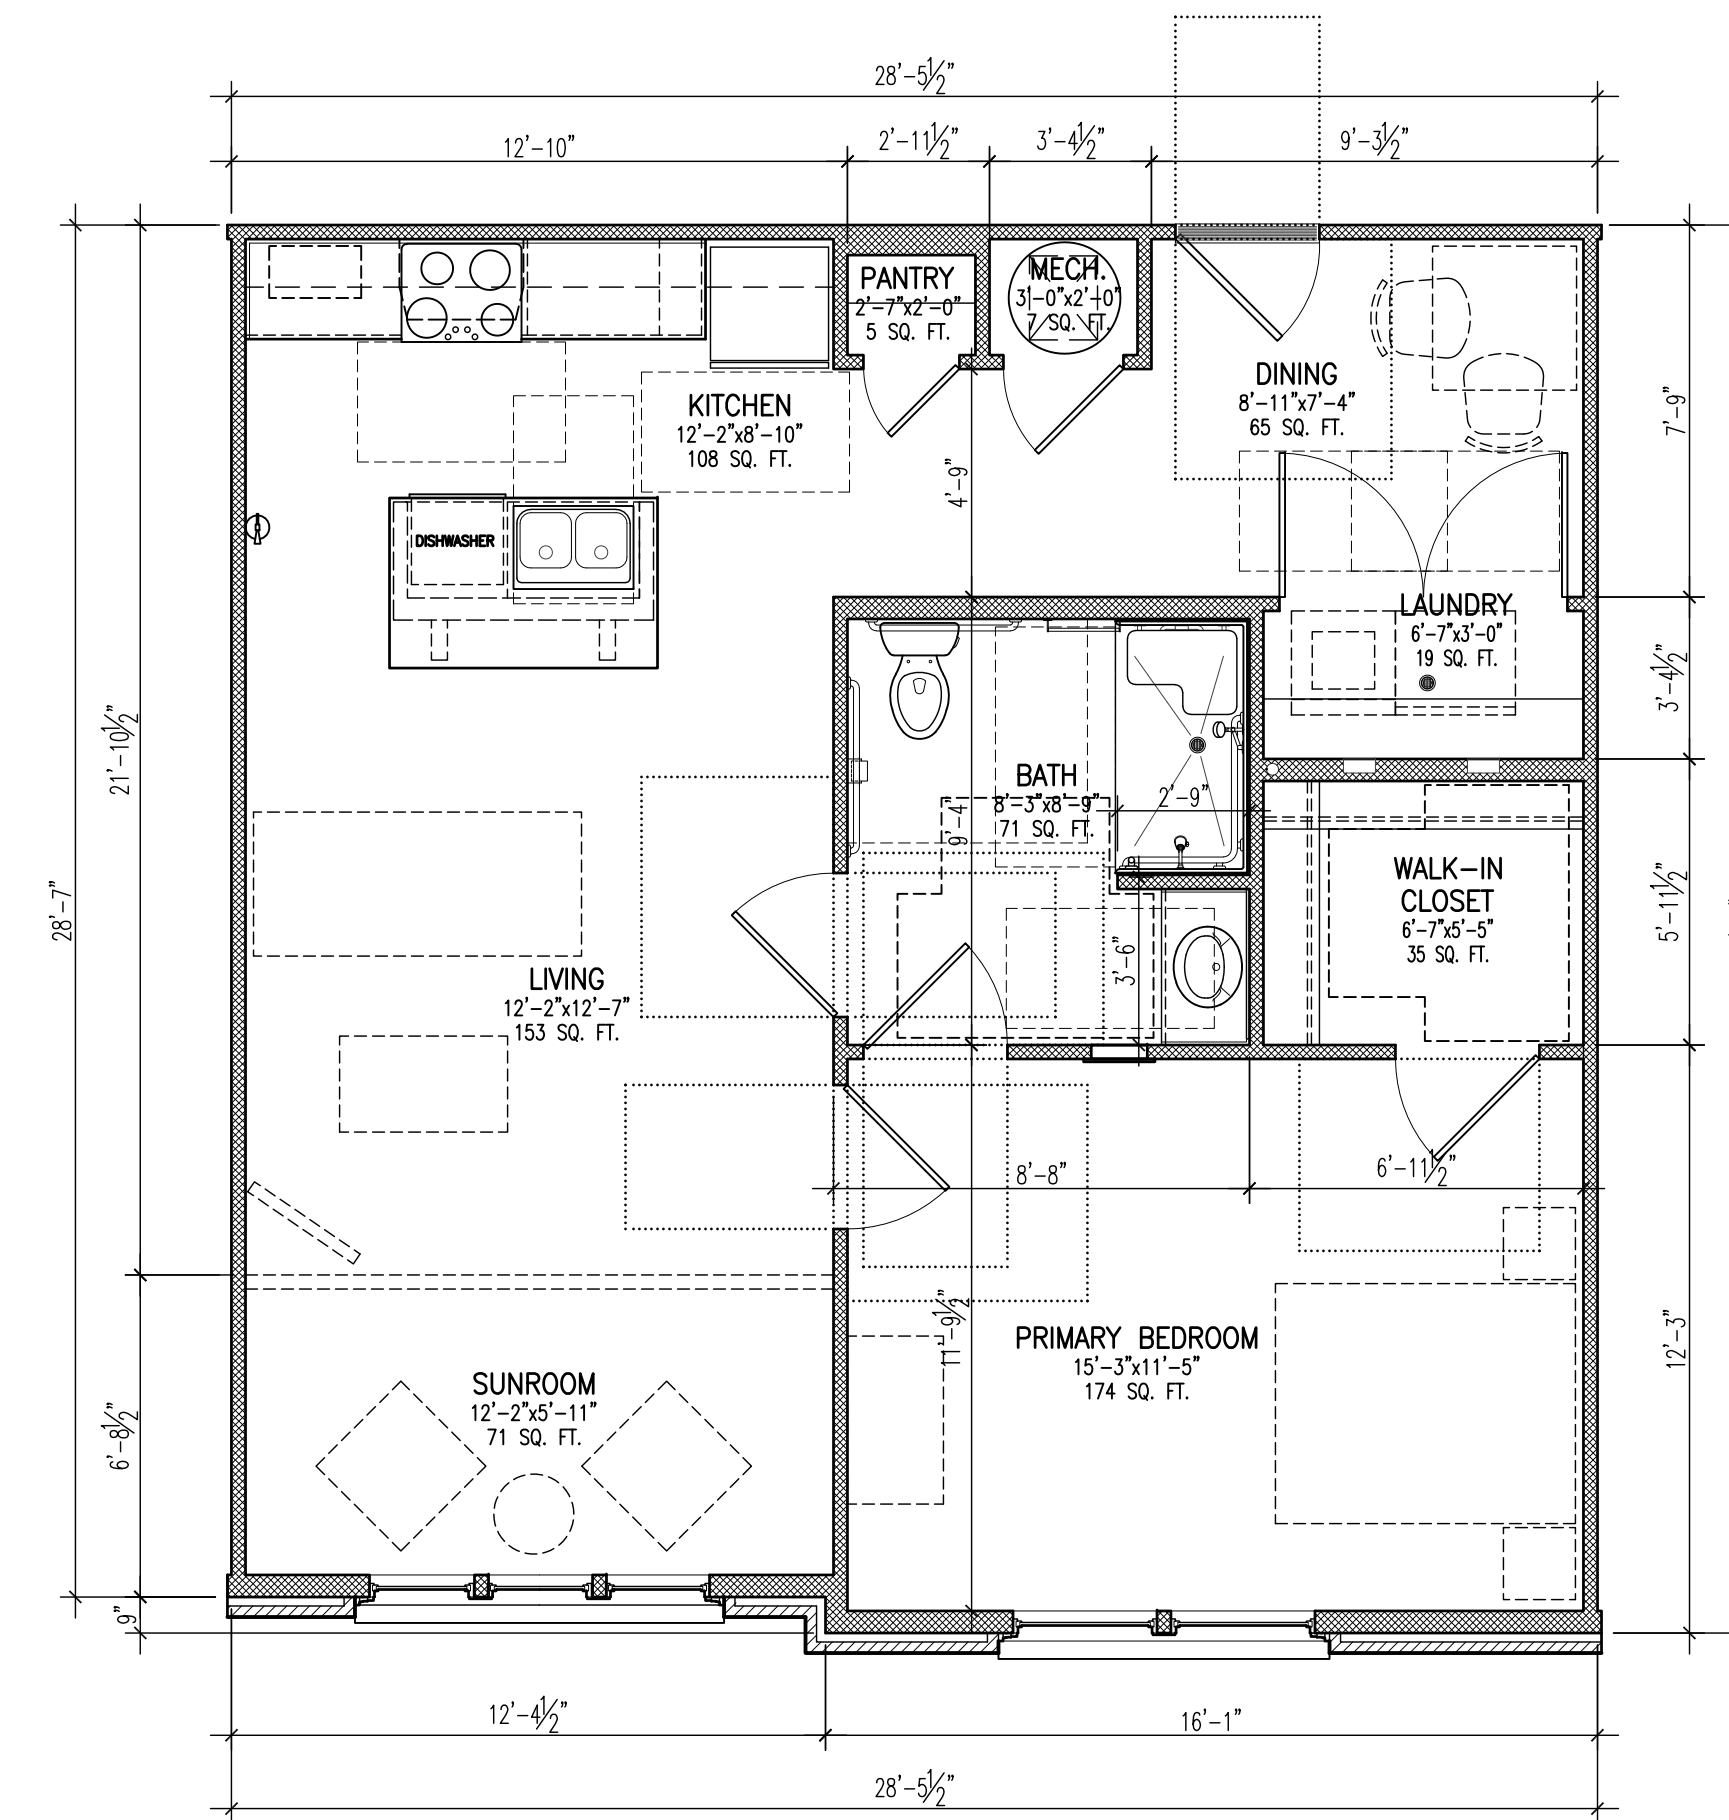 28'-5½"
12'-10"
2'-11½"
3'-4½"
9'-3½"
PANTRY
2'-7"x2'-0"
5 SQ. FT.
MECH.
3'-0"x2'-0"
7 SQ. FT.
DINING
8'-11"x7'-4"
65 SQ. FT.
KITCHEN
12'-2"x8'-10"
108 SQ. FT.
7'-9"
4'-9"
DISHWASHER
LAUNDRY
6'-7"x3'-0"
19 SQ. FT.
3'-4½"
21'-10½"
BATH
8'-3"x8'-9"
71 SQ. FT.
2'-9"
9'-4"
WALK-IN
CLOSET
6'-7"x5'-5"
35 SQ. FT.
5'-11½"
28'-7"
3'-6"
LIVING
12'-2"x12'-7"
153 SQ. FT.
8'-8"
6'-11½"
11'-9½"
PRIMARY BEDROOM
15'-3"x11'-5"
174 SQ. FT.
12'-3"
SUNROOM
12'-2"x5'-11"
71 SQ. FT.
6'-8½"
9"
12'-4½"
16'-1"
28'-5½"